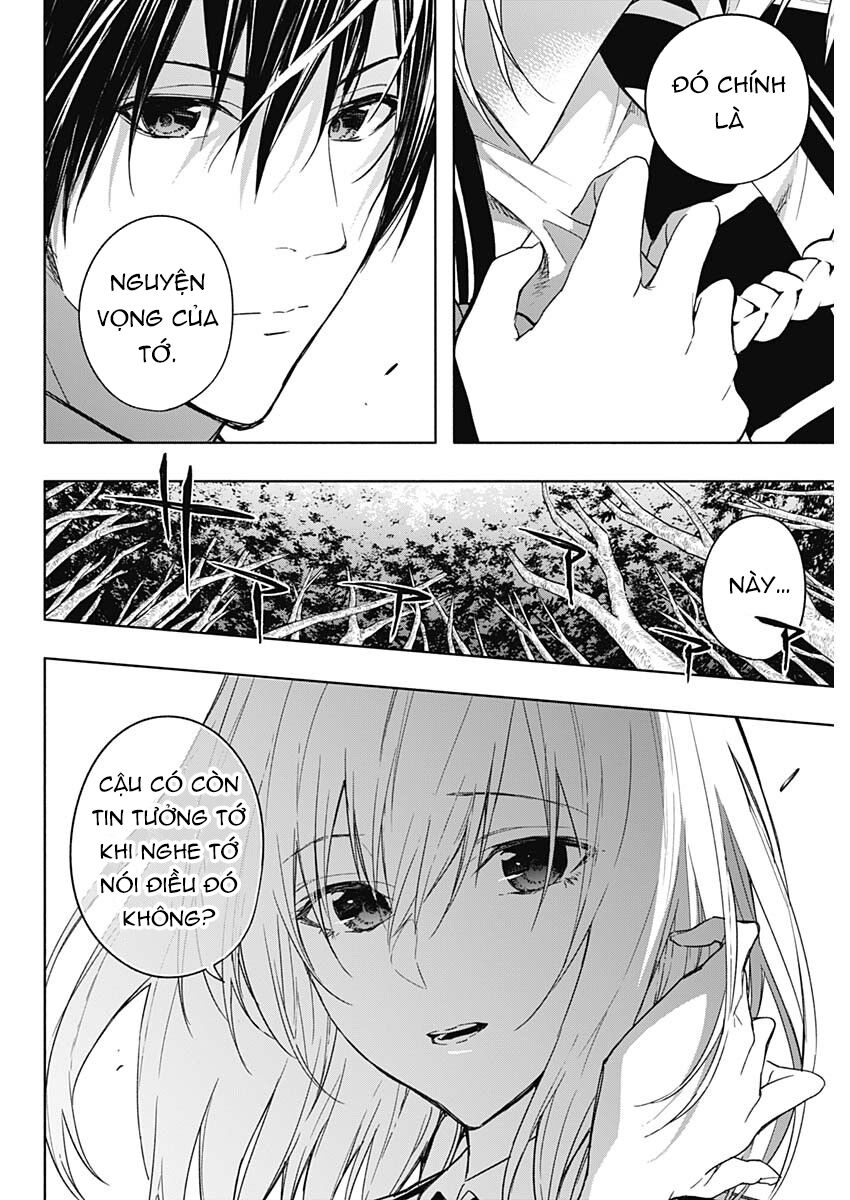 ĐÓ CHÍNH
LÀ
NGUYỆN
VỌNG CỦA
TỚ.
NÀY...
CẬU CÓ CÒN
TIN TƯỞNG TỚ
KHI NGHE TỚ
NÓI ĐIỀU ĐÓ
KHÔNG?